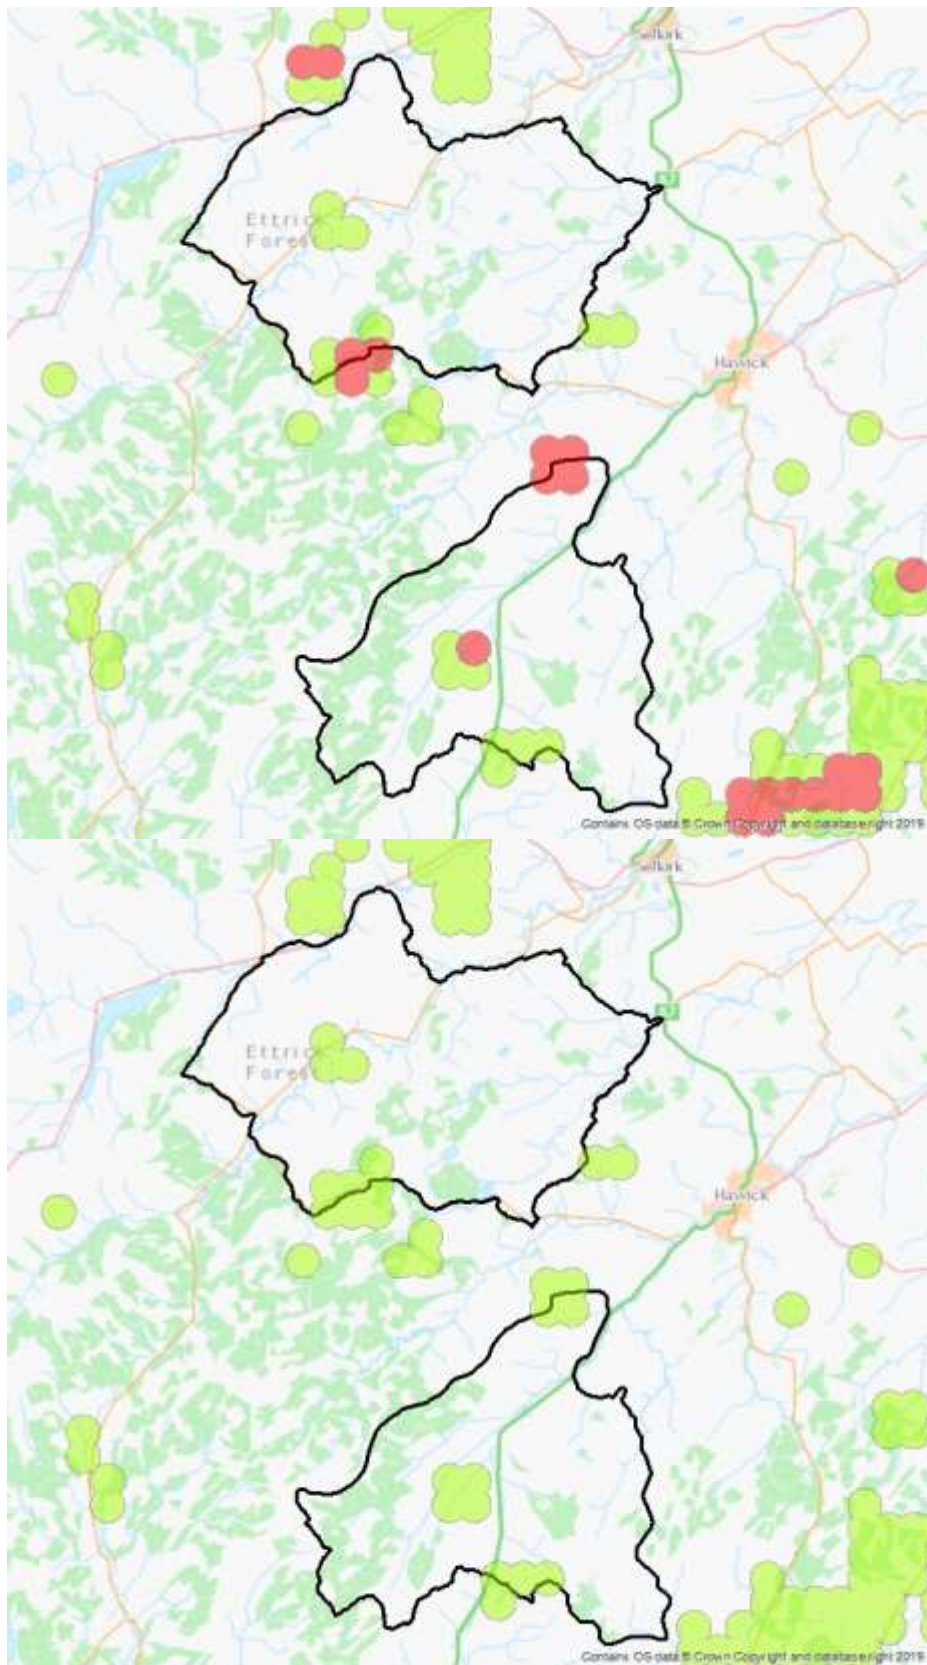 Selkirk
Ettrick
Forest
A7
Hawick
Contains OS data © Crown Copyright and database right 2019
Selkirk
A7
Ettrick
Forest
Hawick
Contains OS data © Crown Copyright and database right 2019